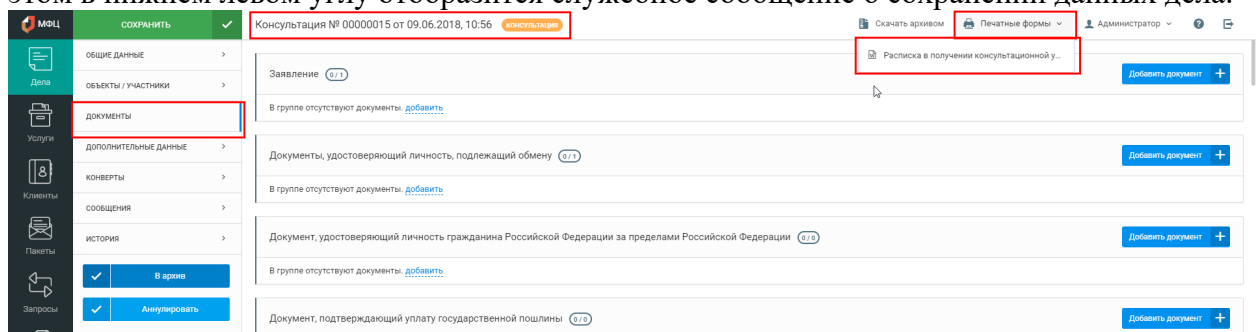 этом в нижнем левом углу отобразится служебное сообщение о сохранении данных дела.
МФЦ
СОХРАНИТЬ
Консультация № 00000015 от 09.06.2018, 10:56 КОНСУЛЬТАЦИЯ
Скачать архивом
Печатные формы
Администратор
Расписка в получении консультационной у...
Дела
Услуги
Клиенты
Пакеты
Запросы
ОБЩИЕ ДАННЫЕ
ОБЪЕКТЫ / УЧАСТНИКИ
ДОКУМЕНТЫ
ДОПОЛНИТЕЛЬНЫЕ ДАННЫЕ
КОНВЕРТЫ
СООБЩЕНИЯ
ИСТОРИЯ
В архив
Аннулировать
Заявление 0/1
Добавить документ
В группе отсутствуют документы. добавить
Документы, удостоверяющий личность, подлежащий обмену 0/1
Добавить документ
В группе отсутствуют документы. добавить
Документ, удостоверяющий личность гражданина Российской Федерации за пределами Российской Федерации 0/0
Добавить документ
В группе отсутствуют документы. добавить
Документ, подтверждающий уплату государственной пошлины 0/0
Добавить документ